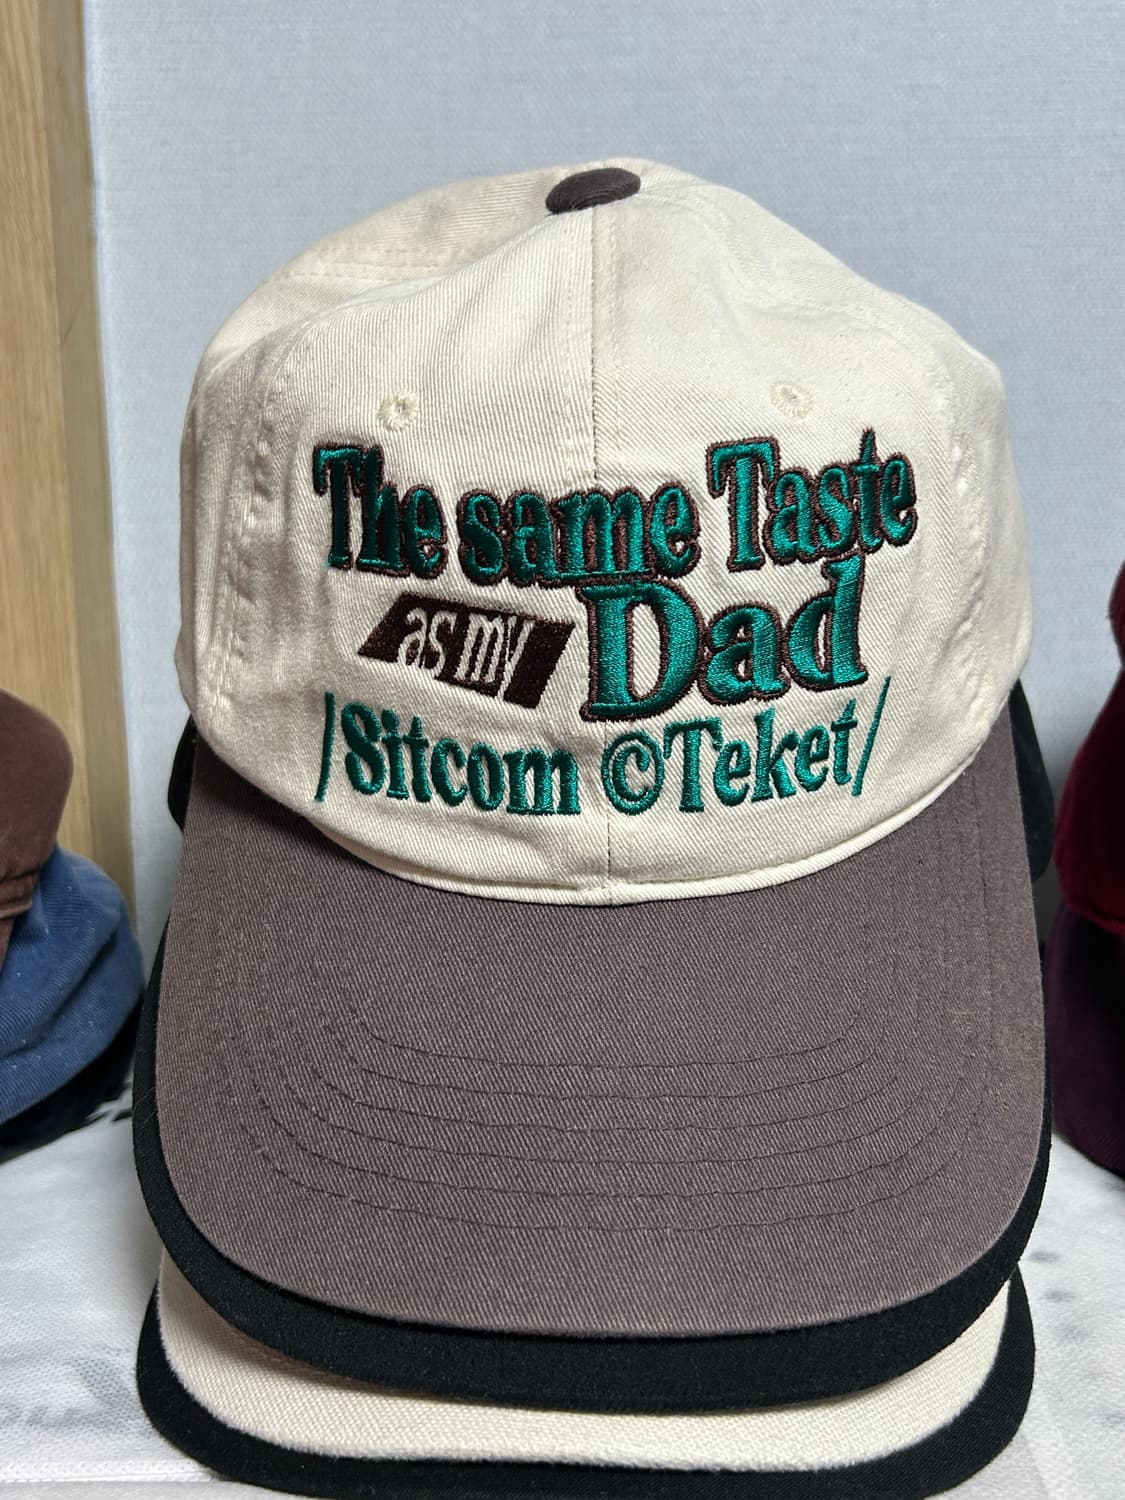 The same Taste
as my Dad
/Sitcom ©Teket/